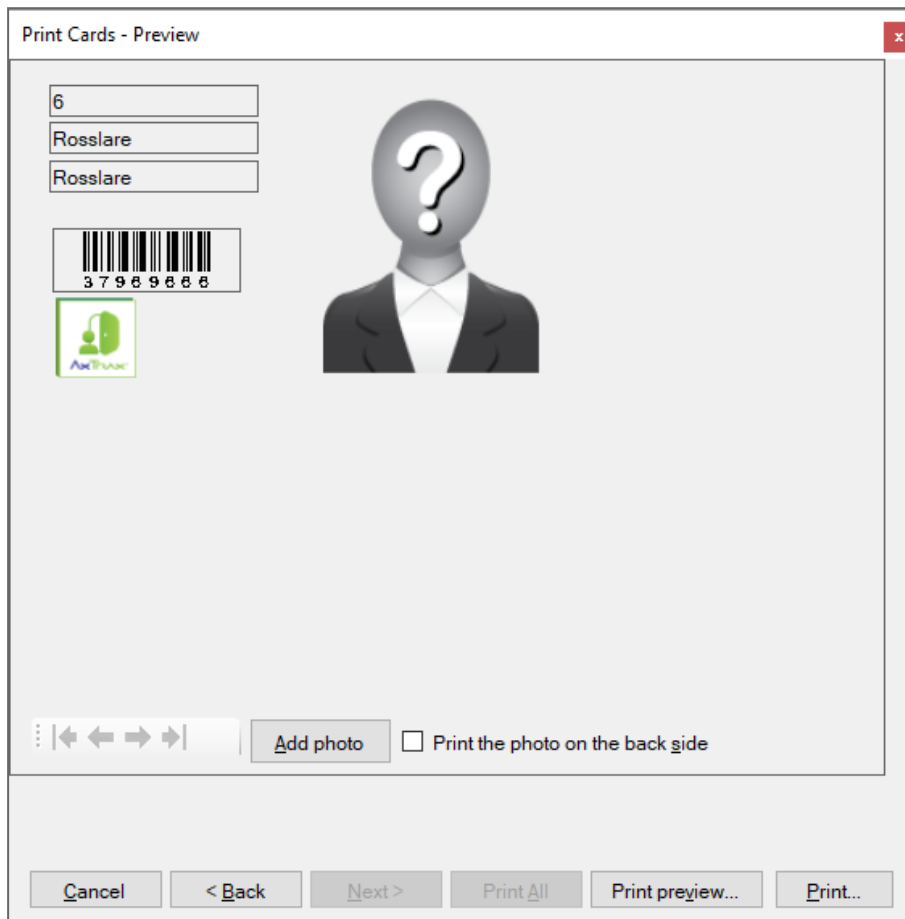 Print Cards - Preview
x
6
Rosslare
Rosslare
?
37969666
AxTrax
Add photo
Print the photo on the back side
Cancel
< Back
Next >
Print All
Print preview...
Print...